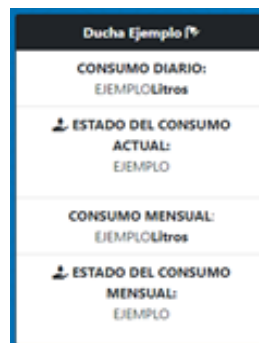 Ducha Ejemplo
CONSUMO DIARIO:
EJEMPLOLitros
ESTADO DEL CONSUMO
ACTUAL:
EJEMPLO
CONSUMO MENSUAL:
EJEMPLOLitros
ESTADO DEL CONSUMO
MENSUAL:
EJEMPLO